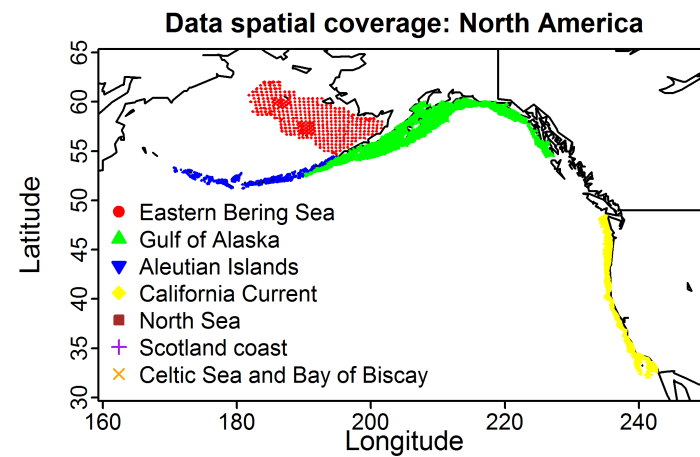 Data spatial coverage: North America
65
60
55
50
45
40
35
30
Latitude
Eastern Bering Sea
Gulf of Alaska
Aleutian Islands
California Current
North Sea
Scotland coast
Celtic Sea and Bay of Biscay
160 180 200 220 240
Longitude